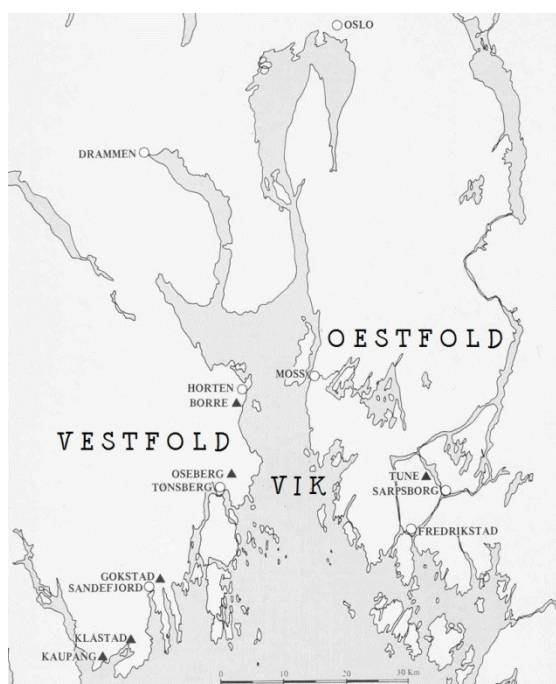 OSLO
DRAMMEN
OESTFOLD
MOSS
HORTEN
BORRE
VESTFOLD
OSEBERG
TØNSBERG
VIK
TUNE
SARPSBORG
FREDRIKSTAD
GOKSTAD
SANDEFJORD
KLÅSTAD
KAUPANG
0 10 20 30 Km